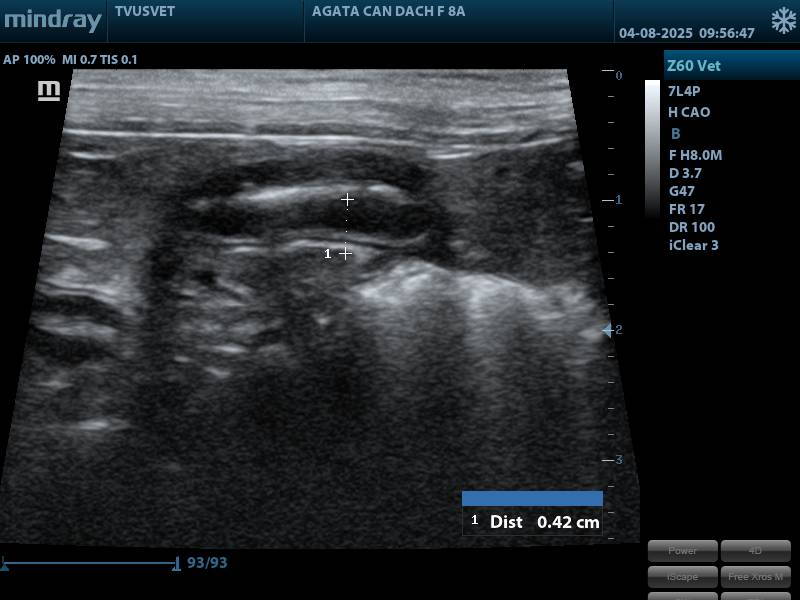 mindray
TVUSVET
AGATA CAN DACH F 8A
04-08-2025 09:56:47
AP 100% MI 0.7 TIS 0.1
m
Z60 Vet
7L4P
H CAO
B
F H8.0M
D 3.7
G47
FR 17
DR 100
iClear 3
0
1
2
3
1
1 Dist 0.42 cm
93/93
Power
4D
iScape
Free Xros M